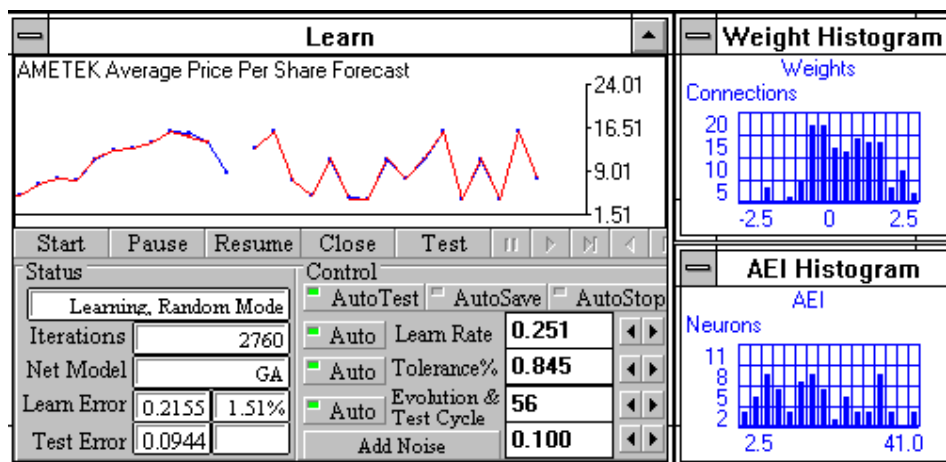 Learn
AMETEK Average Price Per Share Forecast
24.01
16.51
9.01
1.51
Start Pause Resume Close Test
Status
Learning, Random Mode
Iterations 2760
Net Model GA
Learn Error 0.2155 1.51%
Test Error 0.0944
Control
AutoTest AutoSave AutoStop
Auto Learn Rate 0.251
Auto Tolerance% 0.845
Auto Evolution & Test Cycle 56
Add Noise 0.100
Weight Histogram
Weights
Connections
20
15
10
5
-2.5 0 2.5
AEI Histogram
AEI
Neurons
11
8
5
2
2.5 41.0